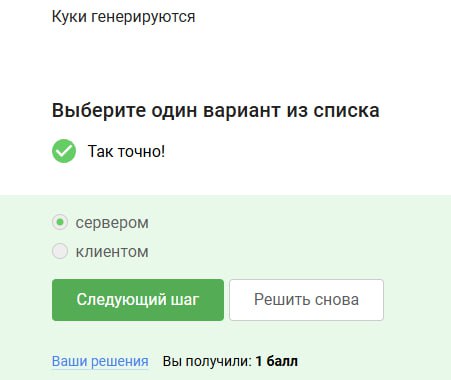 Куки генерируются
Выберите один вариант из списка
Так точно!
сервером
клиентом
Следующий шаг Решить снова
Ваши решения Вы получили: 1 балл